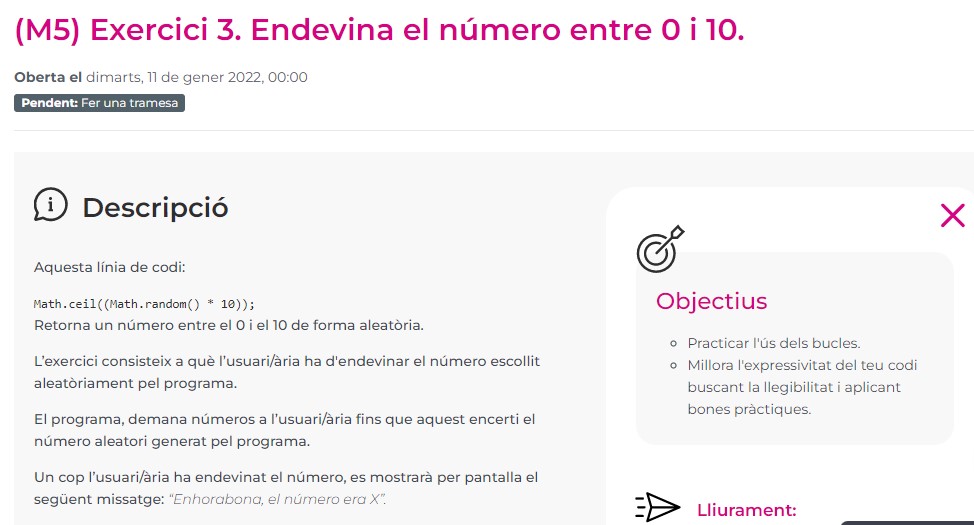 (M5) Exercici 3. Endevina el número entre 0 i 10.
Oberta el dimarts, 11 de gener 2022, 00:00
Pendent: Fer una tramesa
Descripció
Aquesta línia de codi:
Math.ceil((Math.random() * 10));
Retorna un número entre el 0 i el 10 de forma aleatòria.
L'exercici consisteix a què l'usuari/ària ha d'endevinar el número escollit
aleatòriament pel programa.
El programa, demana números a l'usuari/ària fins que aquest encerti el
número aleatori generat pel programa.
Un cop l'usuari/ària ha endevinat el número, es mostrarà per pantalla el
següent missatge: “Enhorabona, el número era X”.
Objectius
Practicar l'ús dels bucles.
Millora l'expressivitat del teu codi
buscant la llegibilitat i aplicant
bones pràctiques.
Lliurament: